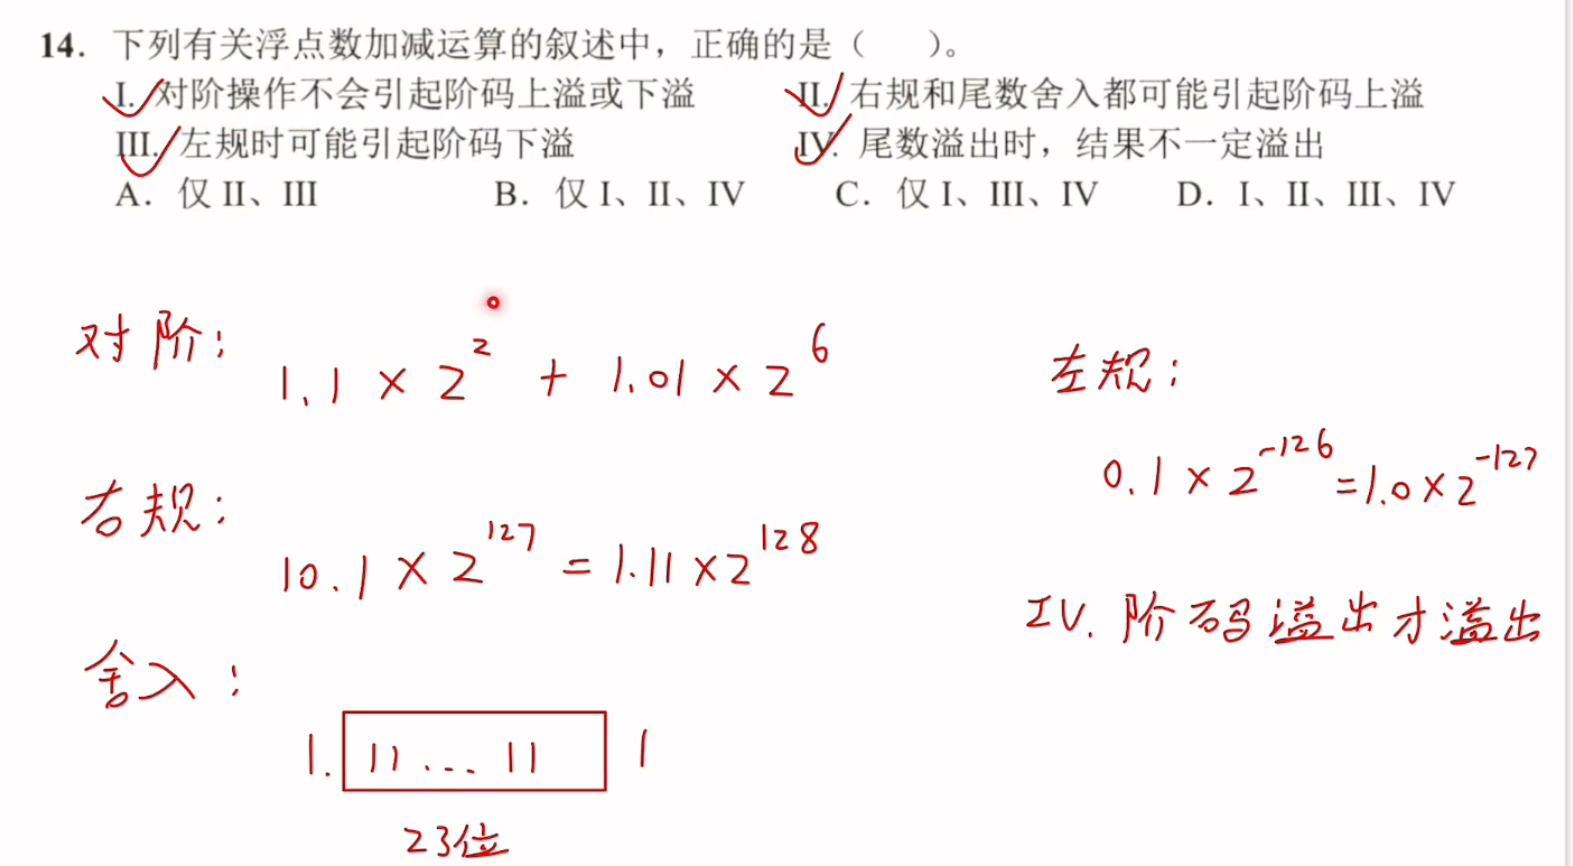 14. 下列有关浮点数加减运算的叙述中，正确的是（　　）。
I. 对阶操作不会引起阶码上溢或下溢　　II. 右规和尾数舍入都可能引起阶码上溢
III. 左规时可能引起阶码下溢　　IV. 尾数溢出时，结果不一定溢出
A. 仅 II、III　　B. 仅 I、II、IV　　C. 仅 I、III、IV　　D. I、II、III、IV
对阶：
1.1 × 2^2 + 1.01 × 2^6
右规：
10.1 × 2^127 = 1.11 × 2^128
舍入：
1. 11...11 1
23位
左规：
0.1 × 2^-126 = 1.0 × 2^-127
IV. 阶码溢出才溢出